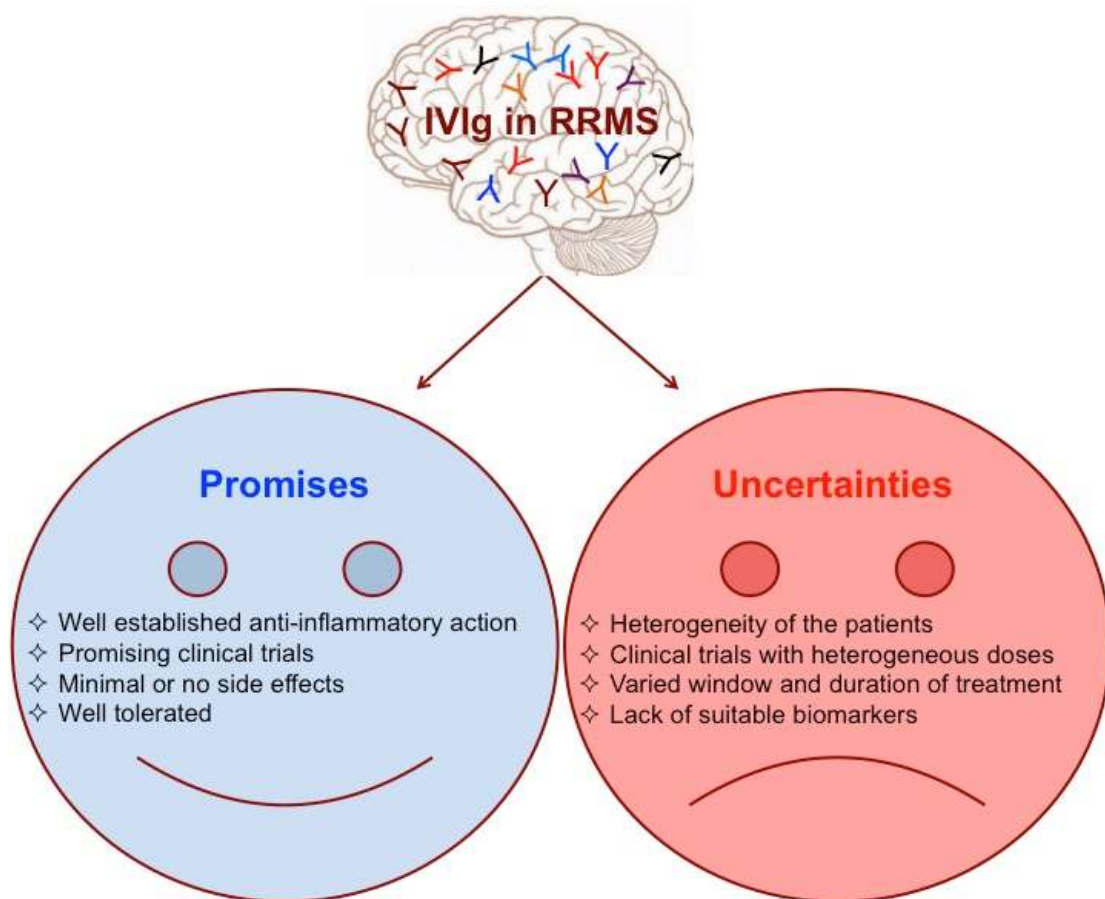 IVIg in RRMS
Promises
✧ Well established anti-inflammatory action
✧ Promising clinical trials
✧ Minimal or no side effects
✧ Well tolerated
Uncertainties
✧ Heterogeneity of the patients
✧ Clinical trials with heterogeneous doses
✧ Varied window and duration of treatment
✧ Lack of suitable biomarkers